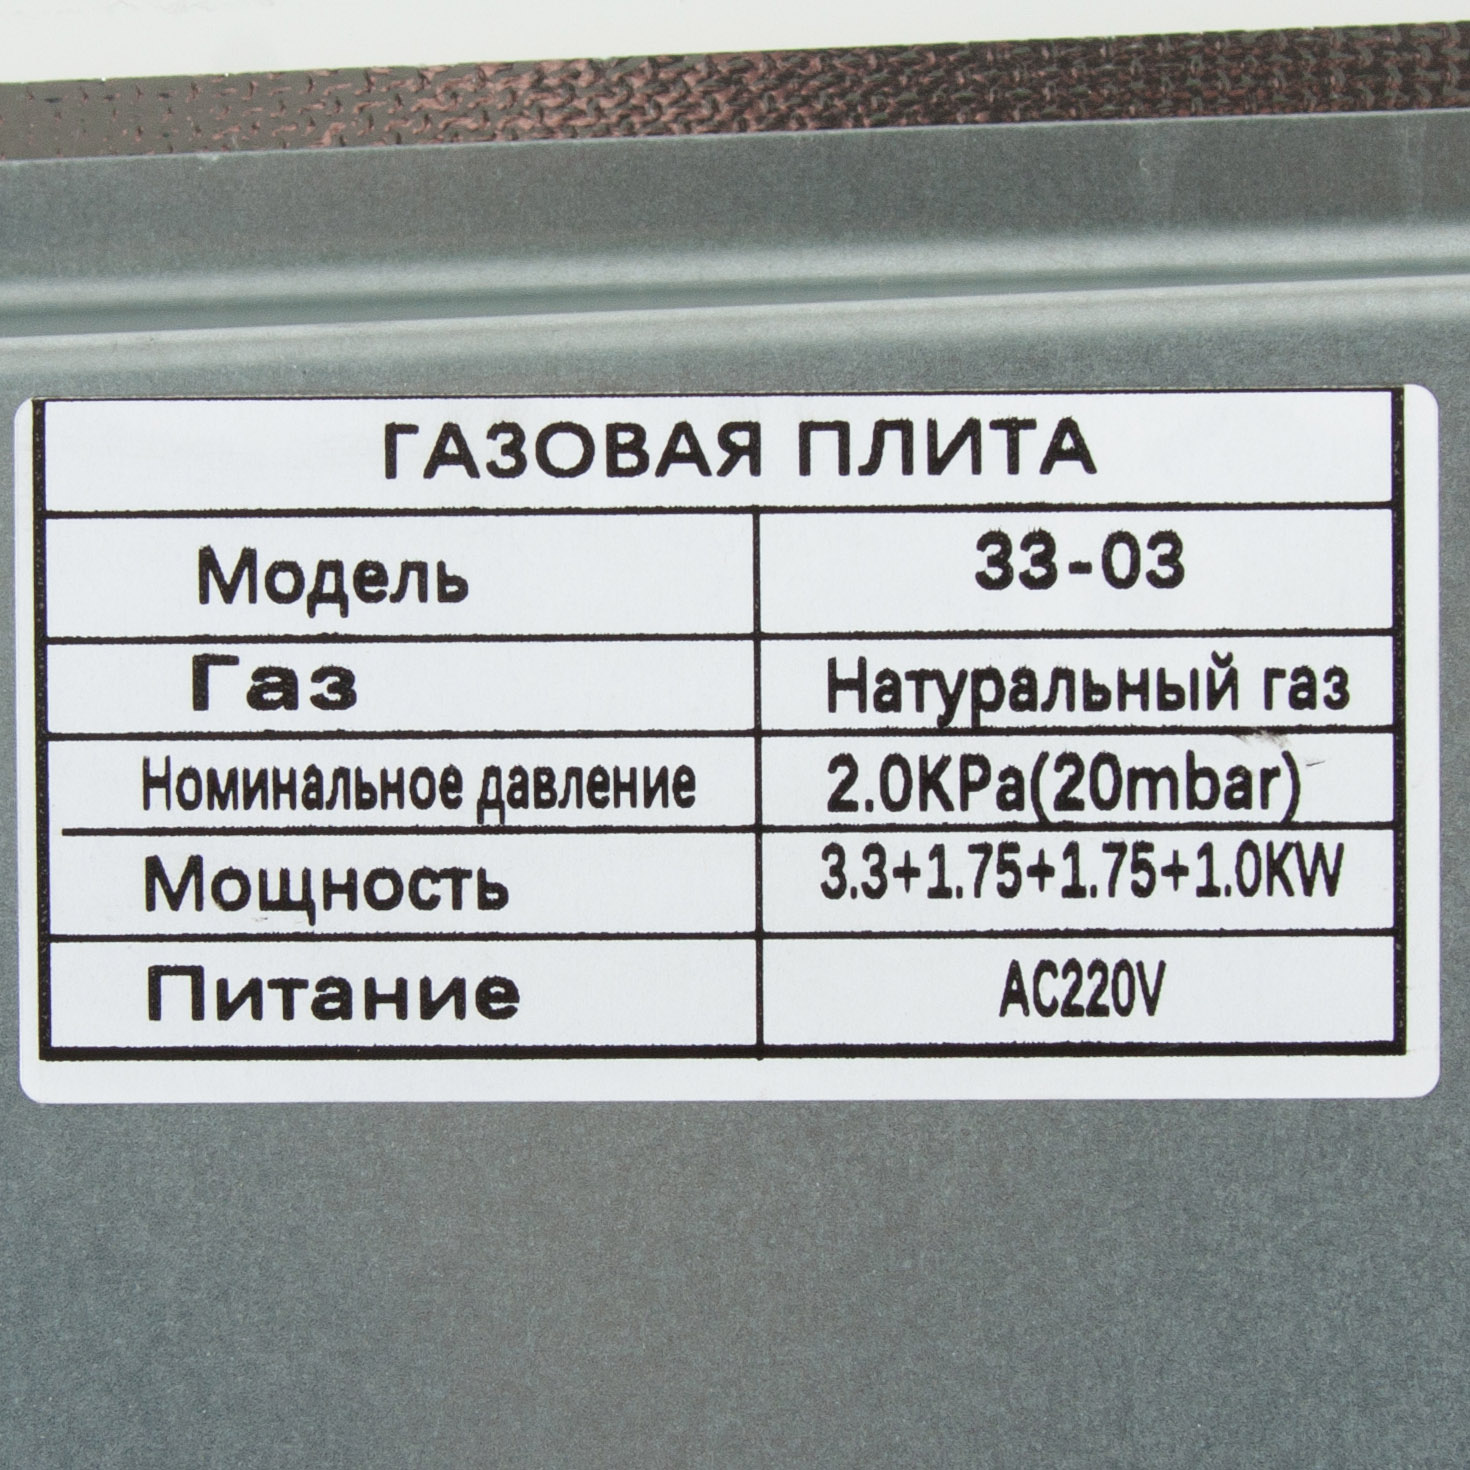 ГАЗОВАЯ ПЛИТА
Модель 33-03
Газ Натуральный газ
Номинальное давление 2.0KPa(20mbar)
Мощность 3.3+1.75+1.75+1.0KW
Питание AC220V